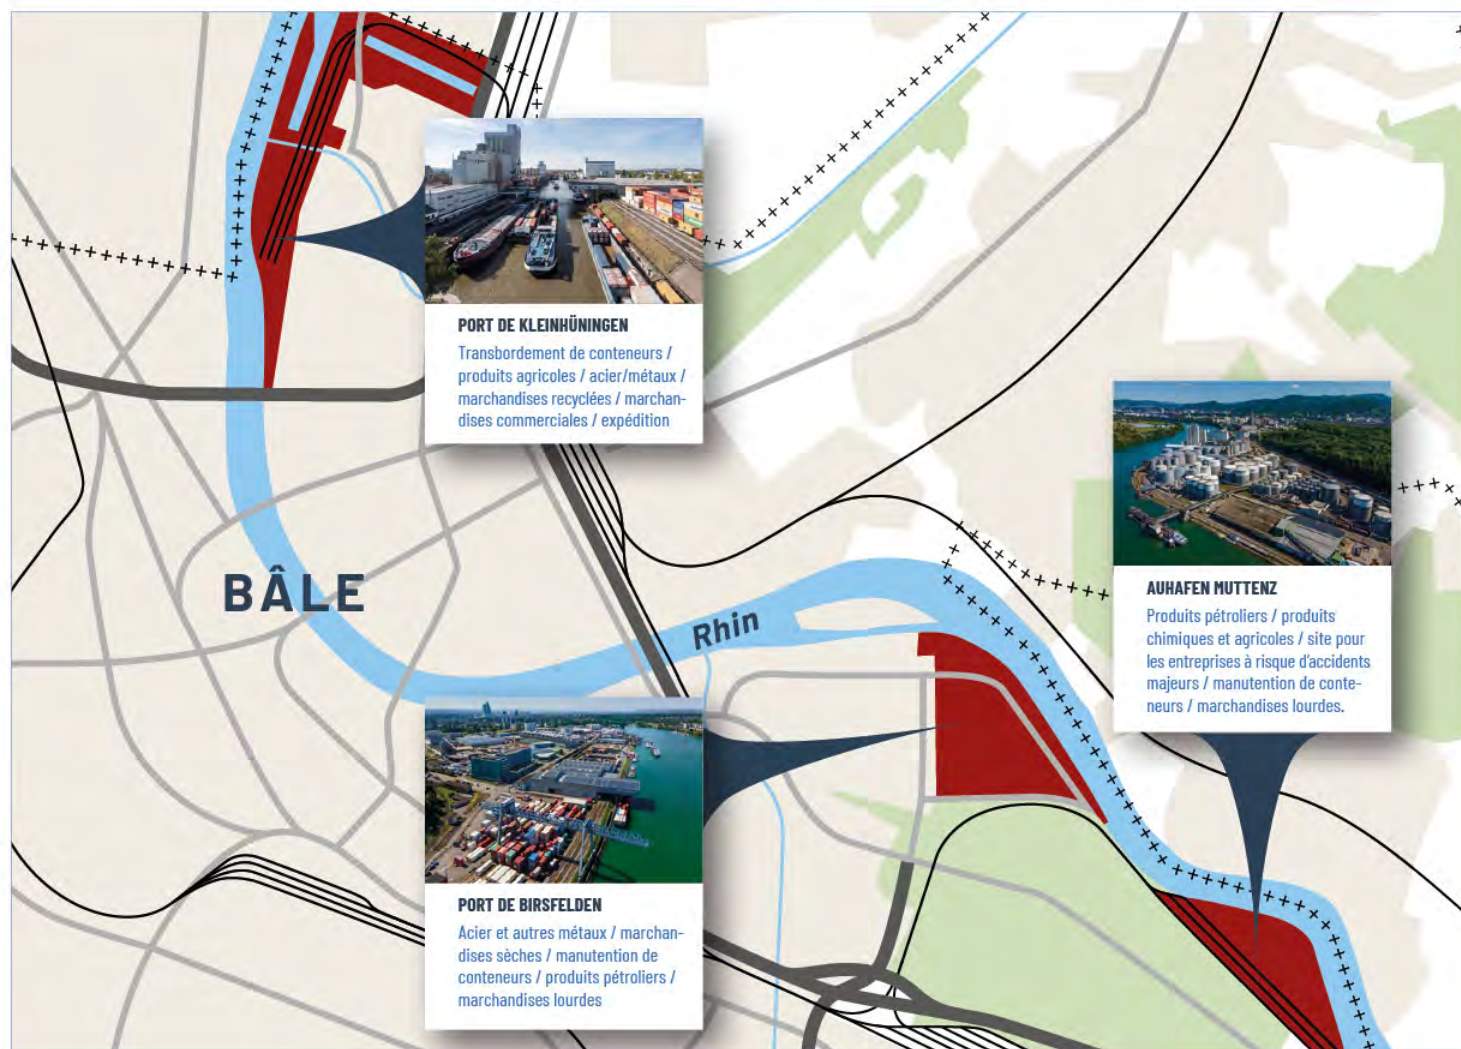 PORT DE KLEINHÜNINGEN
Transbordement de conteneurs /
produits agricoles / acier/métaux /
marchandises recyclées / marchan-
dises commerciales / expédition
BÂLE
Rhin
AUHAFEN MUTTENZ
Produits pétroliers / produits
chimiques et agricoles / site pour
les entreprises à risque d'accidents
majeurs / manutention de conte-
neurs / marchandises lourdes.
PORT DE BIRSFELDEN
Acier et autres métaux / marchan-
dises sèches / manutention de
conteneurs / produits pétroliers /
marchandises lourdes